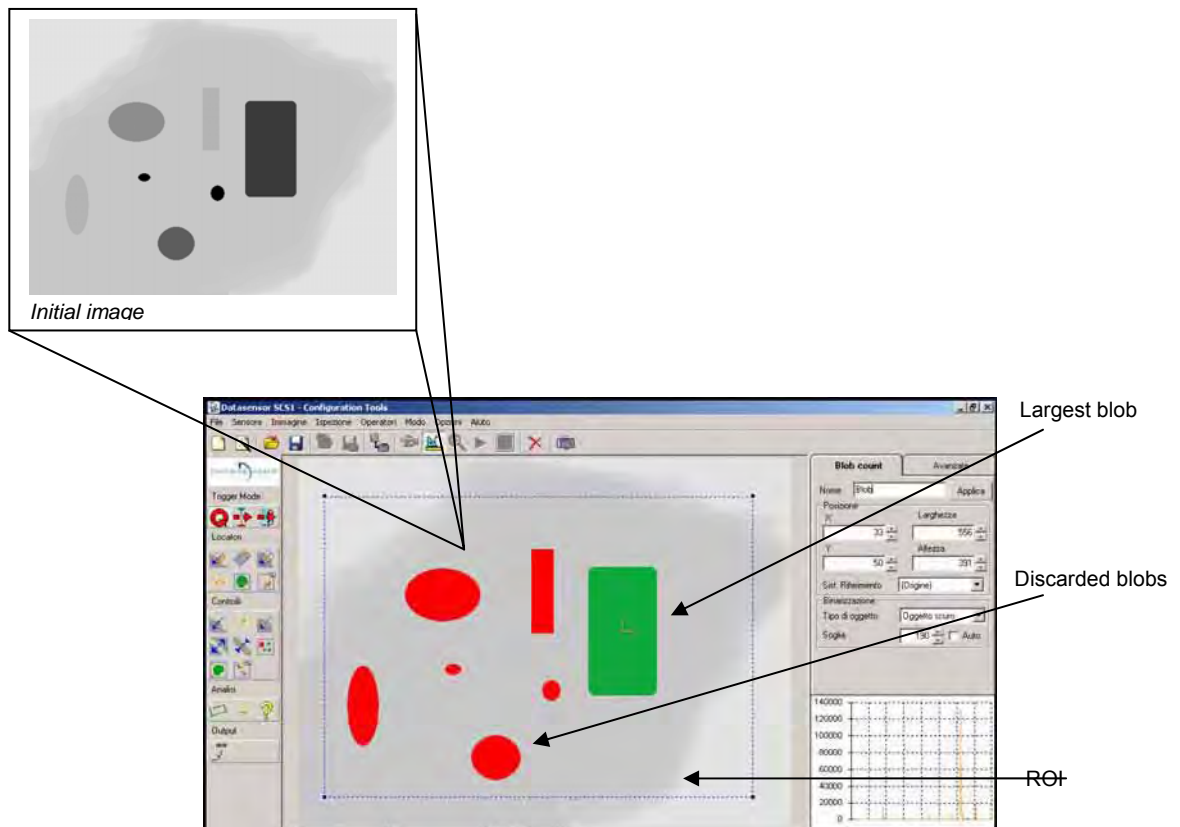 Initial image
Datasensor SCS1 - Configuration Tools
File Sensore Immagine Ispezione Operatori Modo Opzioni Aiuto
Largest blob
Blob count Avanzate
Nome Blob Applica
Trigger Mode
Posizione
X Larghezza
33 556
Locators
Y Altezza
50 391
Discarded blobs
Sist. Riferimento (Origine)
Controlli
Binarizzazione
Tipo di oggetto Oggetto scuro
Soglia 190 Auto
Analisi
140000
120000
Output
100000
80000
60000
ROI
40000
20000
0